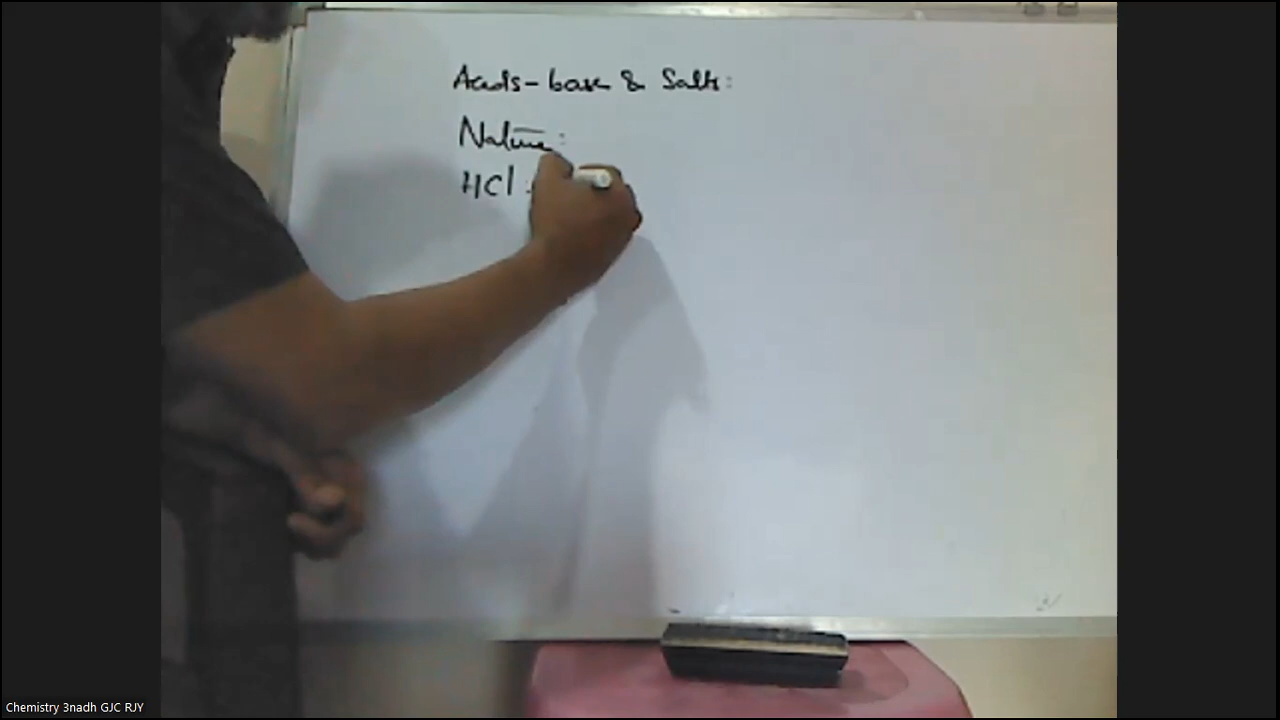 Acids - base & Salts:
Nature:
HCl :
Chemistry 3nadh GJC RJY